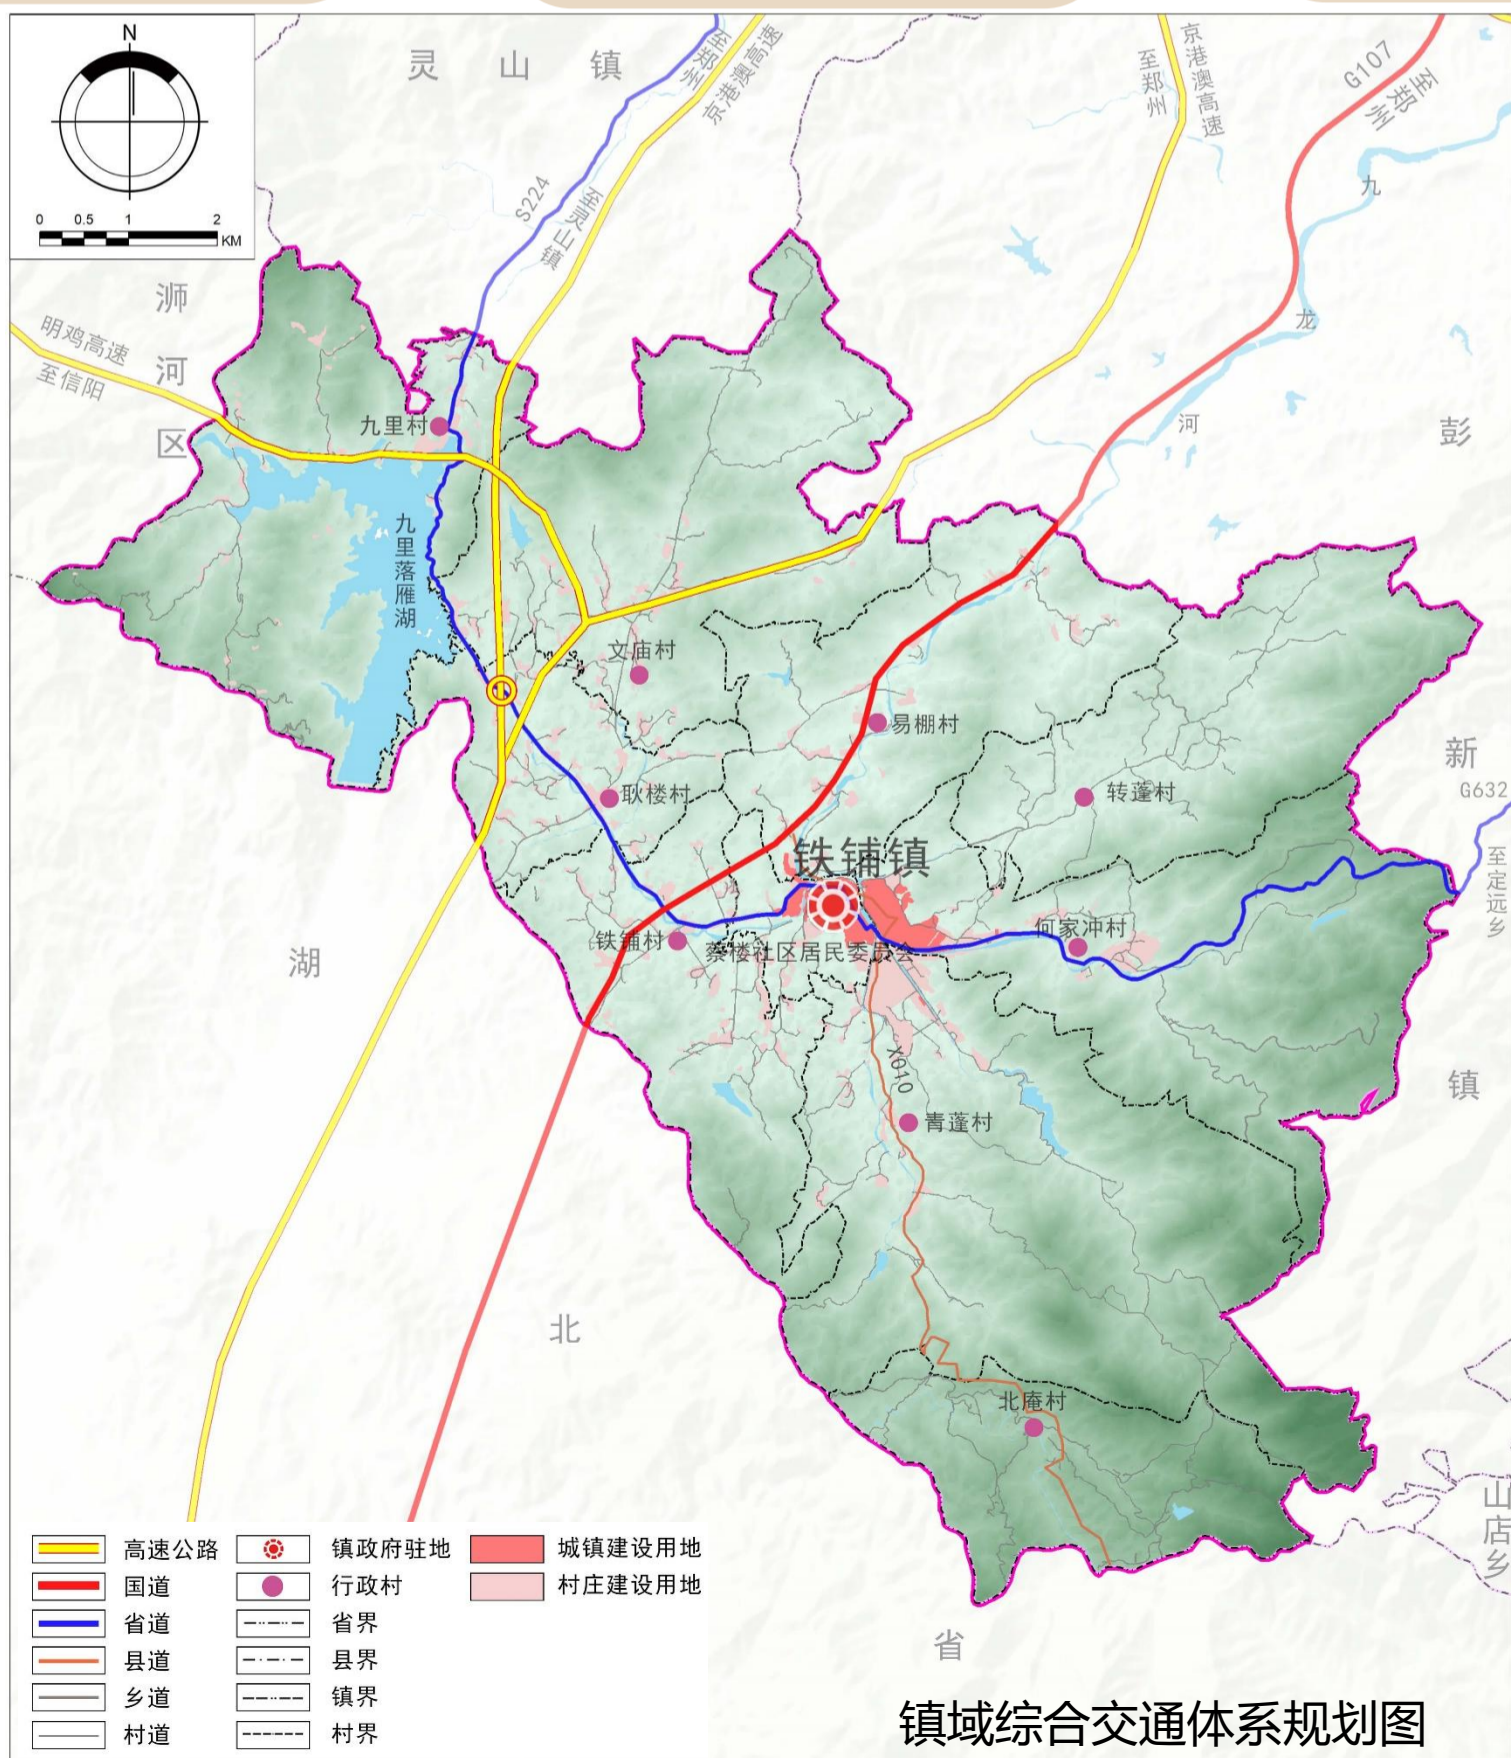 N
0 0.5 1 2
KM
灵山镇
至郑州
京港澳高速
至郑州
京港澳高速
G107
至郑州
S224
至灵山镇
浉河区
明鸡高速
至信阳
九龙河
彭新镇
九里村
九里落雁湖
文庙村
易棚村
耿楼村
转蓬村
G632
至定远乡
铁铺镇
铁铺村
蔡楼社区居民委员会
何家冲村
X010
青蓬村
北庵村
湖北省
山店乡
高速公路 镇政府驻地 城镇建设用地
国道 行政村 村庄建设用地
省道 省界
县道 县界
乡道 镇界
村道 村界
镇域综合交通体系规划图